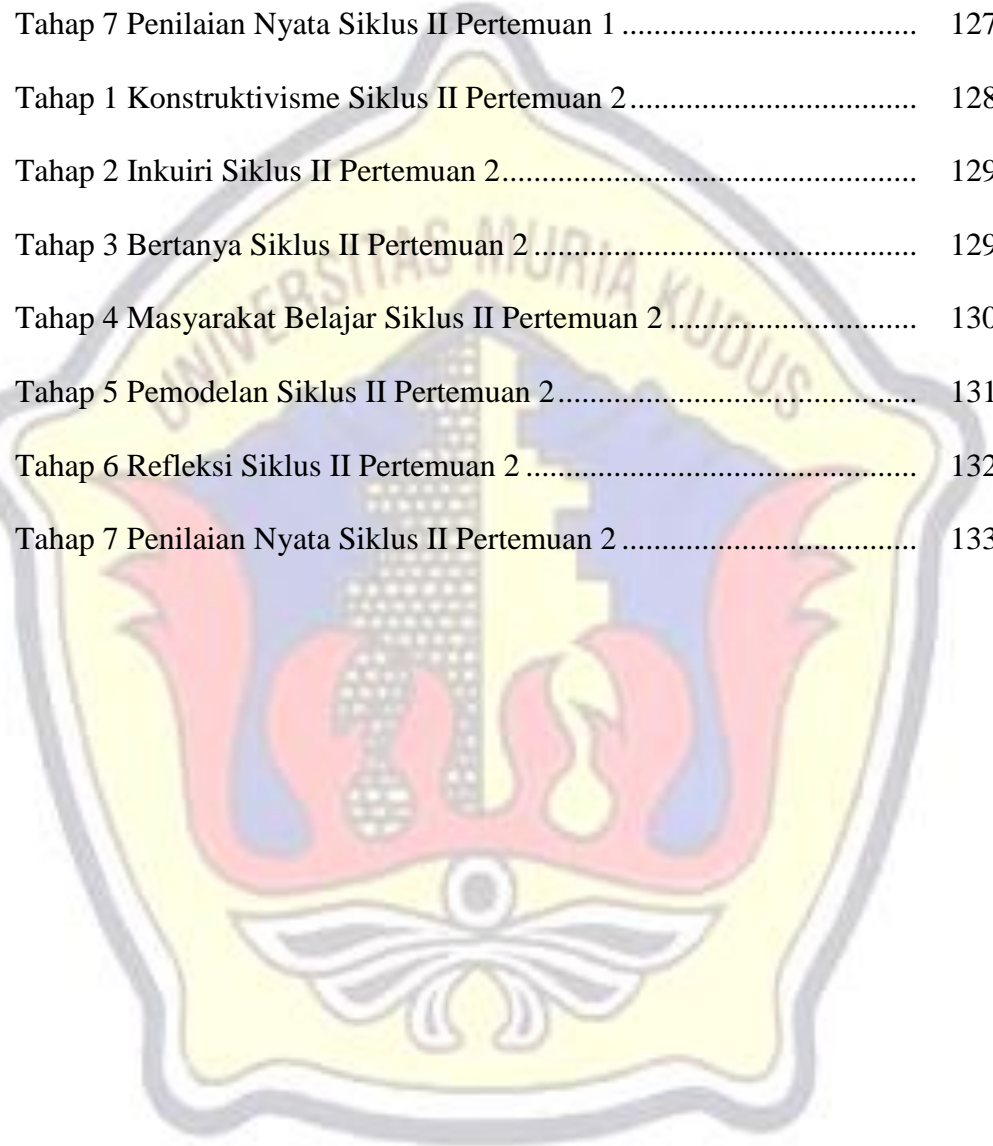 Tahap 7 Penilaian Nyata Siklus II Pertemuan 1 ................................... 127
Tahap 1 Konstruktivisme Siklus II Pertemuan 2 .................................. 128
Tahap 2 Inkuiri Siklus II Pertemuan 2.................................................. 129
Tahap 3 Bertanya Siklus II Pertemuan 2 .............................................. 129
Tahap 4 Masyarakat Belajar Siklus II Pertemuan 2 ............................. 130
Tahap 5 Pemodelan Siklus II Pertemuan 2........................................... 131
Tahap 6 Refleksi Siklus II Pertemuan 2 ............................................... 132
Tahap 7 Penilaian Nyata Siklus II Pertemuan 2 ................................... 133
UNIVERSITAS MURIA KUDUS